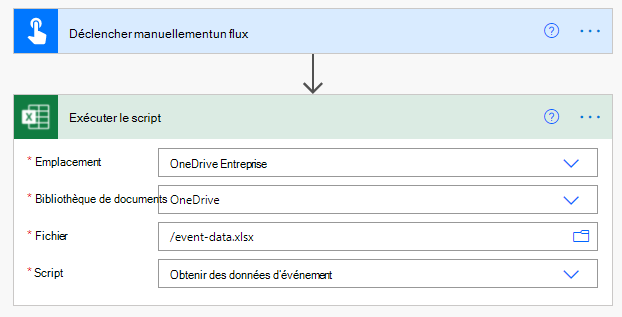 Déclencher manuellementun flux
Exécuter le script
* Emplacement OneDrive Entreprise
* Bibliothèque de documents OneDrive
* Fichier /event-data.xlsx
* Script Obtenir des données d'événement